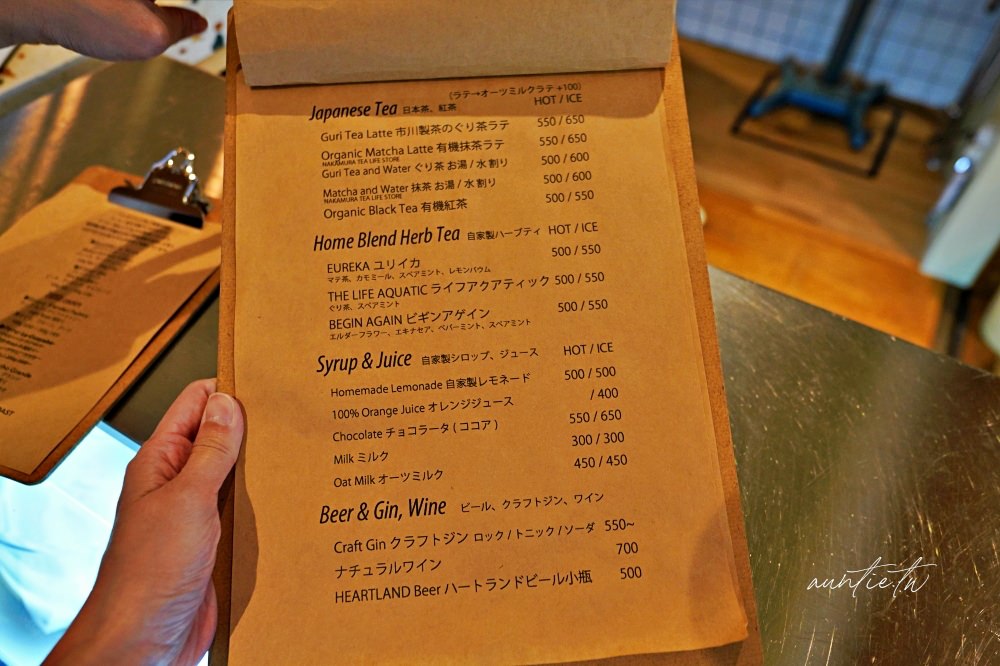 (ラテ→オーツミルクラテ +100)
Japanese Tea 日本茶、紅茶 HOT / ICE
Guri Tea Latte 市川製茶のぐり茶ラテ 550 / 650
Organic Matcha Latte 有機抹茶ラテ 550 / 650
NAKAMURA TEA LIFE STORE
Guri Tea and Water ぐり茶 お湯 / 水割り 500 / 600
Matcha and Water 抹茶 お湯 / 水割り 500 / 600
NAKAMURA TEA LIFE STORE
Organic Black Tea 有機紅茶 500 / 550
Home Blend Herb Tea 自家製ハーブティ HOT / ICE
EUREKA ユリイカ 500 / 550
マテ茶、カモミール、スペアミント、レモンバウム
THE LIFE AQUATIC ライフアクアティック 500 / 550
ぐり茶、スペアミント
BEGIN AGAIN ビギンアゲイン 500 / 550
エルダーフラワー、エキナセア、ペパーミント、スペアミント
Syrup & Juice 自家製シロップ、ジュース HOT / ICE
Homemade Lemonade 自家製レモネード 500 / 500
100% Orange Juice オレンジジュース / 400
Chocolate チョコラータ ( ココア ) 550 / 650
Milk ミルク 300 / 300
Oat Milk オーツミルク 450 / 450
Beer & Gin, Wine ビール、クラフトジン、ワイン
Craft Gin クラフトジン ロック / トニック / ソーダ 550~
ナチュラルワイン 700
HEARTLAND Beer ハートランドビール小瓶 500
auntie.tw